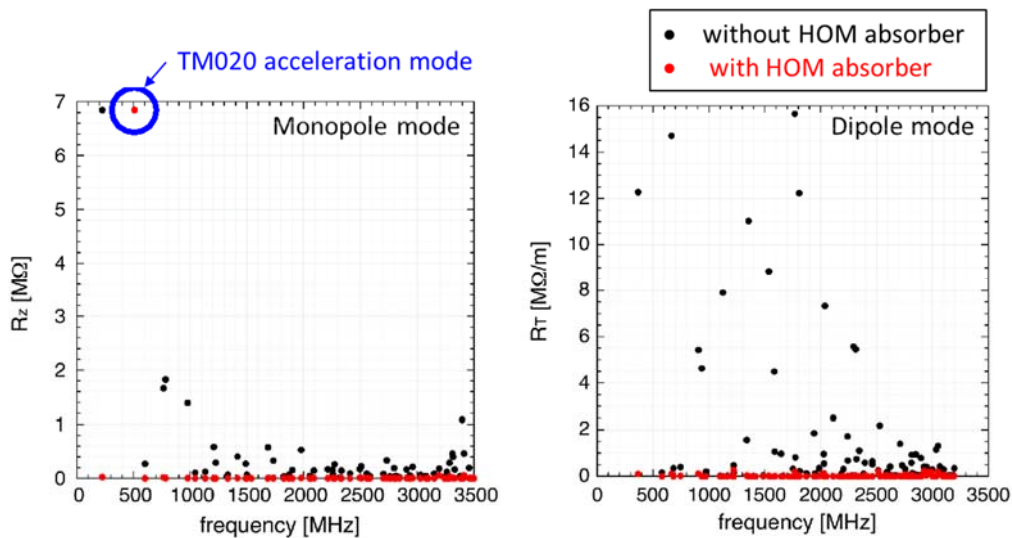 TM020 acceleration mode
without HOM absorber
with HOM absorber
7
6
5
4
3
2
1
0
Rz [MΩ]
Monopole mode
0 500 1000 1500 2000 2500 3000 3500
frequency [MHz]
16
14
12
10
8
6
4
2
0
RT [MΩ/m]
Dipole mode
0 500 1000 1500 2000 2500 3000 3500
frequency [MHz]